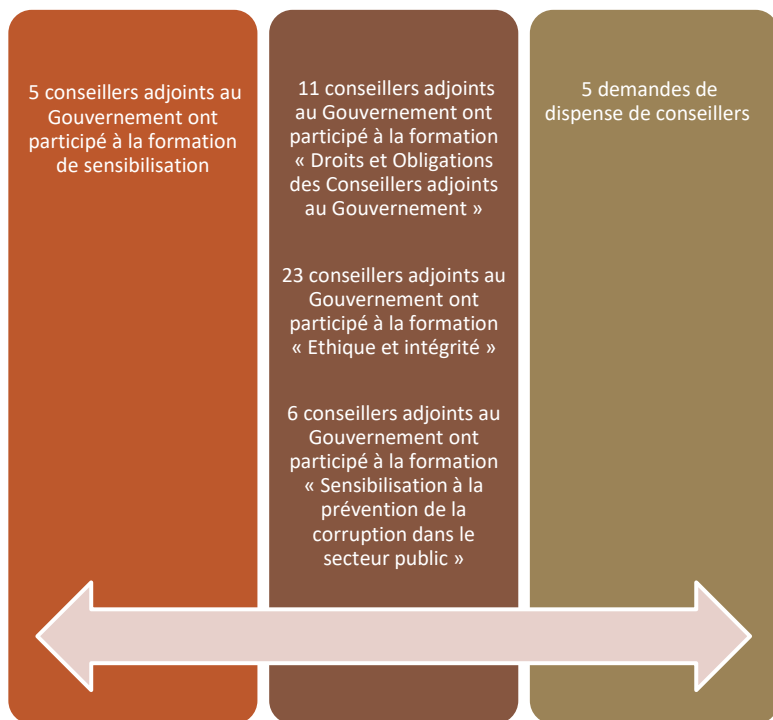 5 conseillers adjoints au
Gouvernement ont
participé à la formation
de sensibilisation
11 conseillers adjoints
au Gouvernement ont
participé à la formation
« Droits et Obligations
des Conseillers adjoints
au Gouvernement »
23 conseillers adjoints au
Gouvernement ont
participé à la formation
« Ethique et intégrité »
6 conseillers adjoints au
Gouvernement ont
participé à la formation
« Sensibilisation à la
prévention de la
corruption dans le
secteur public »
5 demandes de
dispense de conseillers